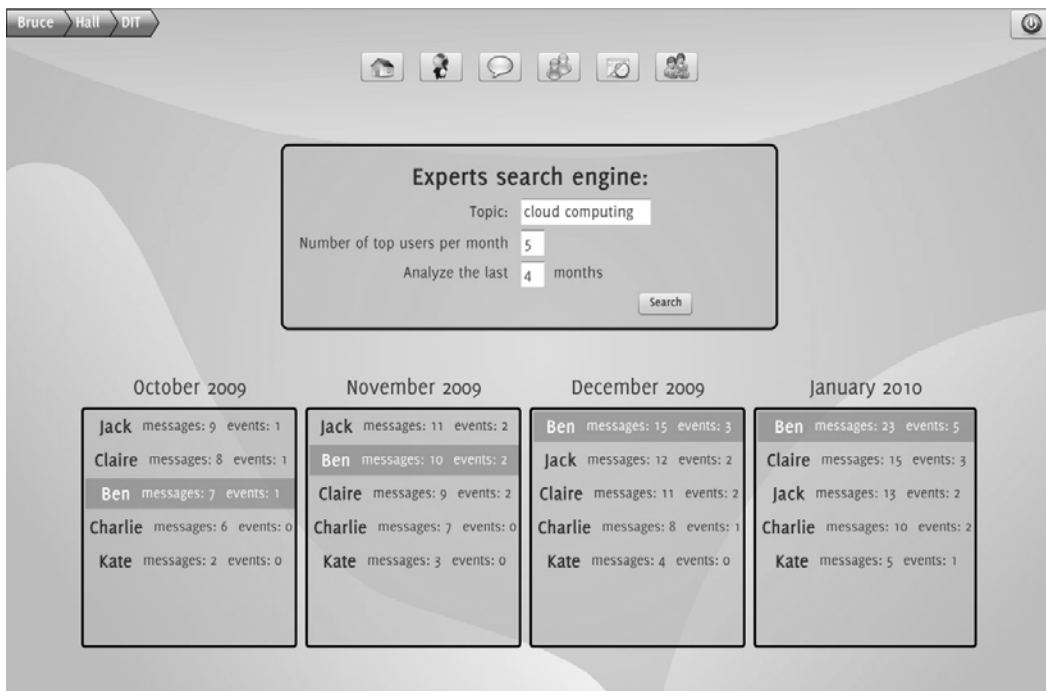 Bruce Hall DIT
Experts search engine:
Topic: cloud computing
Number of top users per month 5
Analyze the last 4 months
Search
October 2009
Jack messages: 9 events: 1
Claire messages: 8 events: 1
Ben messages: 7 events: 1
Charlie messages: 6 events: 0
Kate messages: 2 events: 0
November 2009
Jack messages: 11 events: 2
Ben messages: 10 events: 2
Claire messages: 9 events: 2
Charlie messages: 7 events: 0
Kate messages: 3 events: 0
December 2009
Ben messages: 15 events: 3
Jack messages: 12 events: 2
Claire messages: 11 events: 2
Charlie messages: 8 events: 1
Kate messages: 4 events: 0
January 2010
Ben messages: 23 events: 5
Claire messages: 15 events: 3
Jack messages: 13 events: 2
Charlie messages: 10 events: 2
Kate messages: 5 events: 1